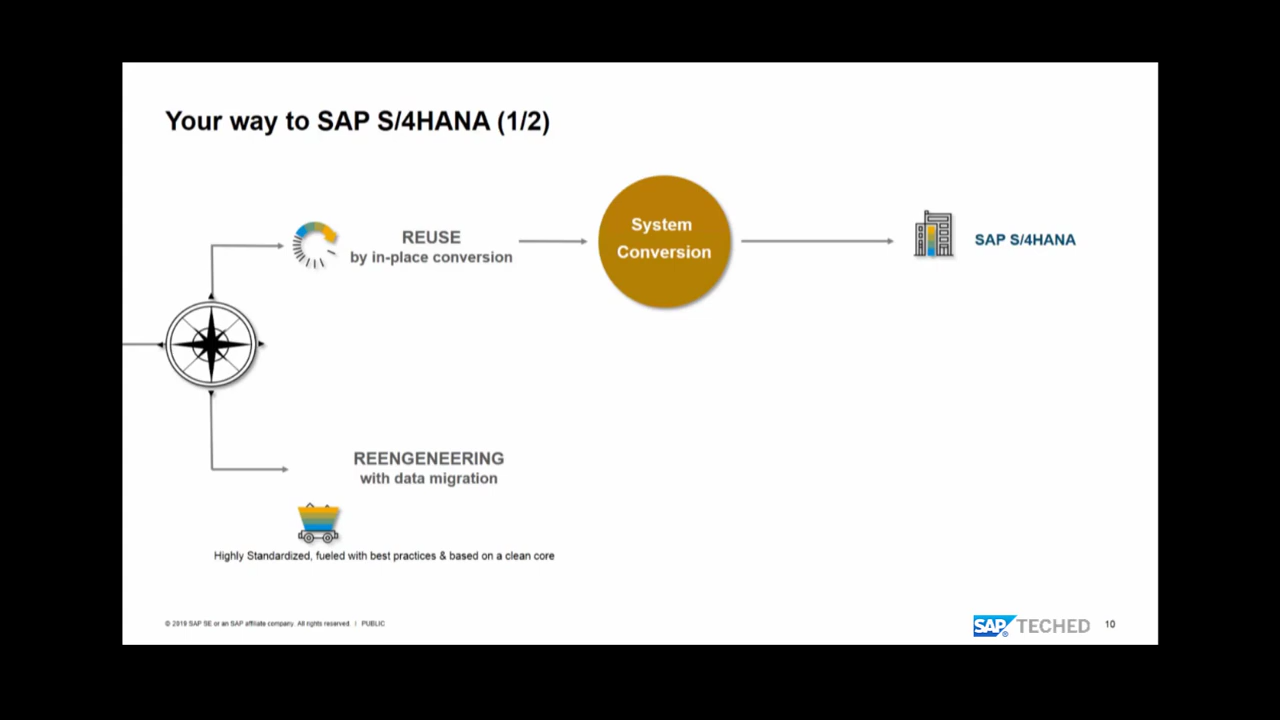 Your way to SAP S/4HANA (1/2)
REUSE
by in-place conversion
System
Conversion
SAP S/4HANA
REENGENEERING
with data migration
Highly Standardized, fueled with best practices & based on a clean core
© 2019 SAP SE or an SAP affiliate company. All rights reserved. I PUBLIC
SAP® TECHED
10